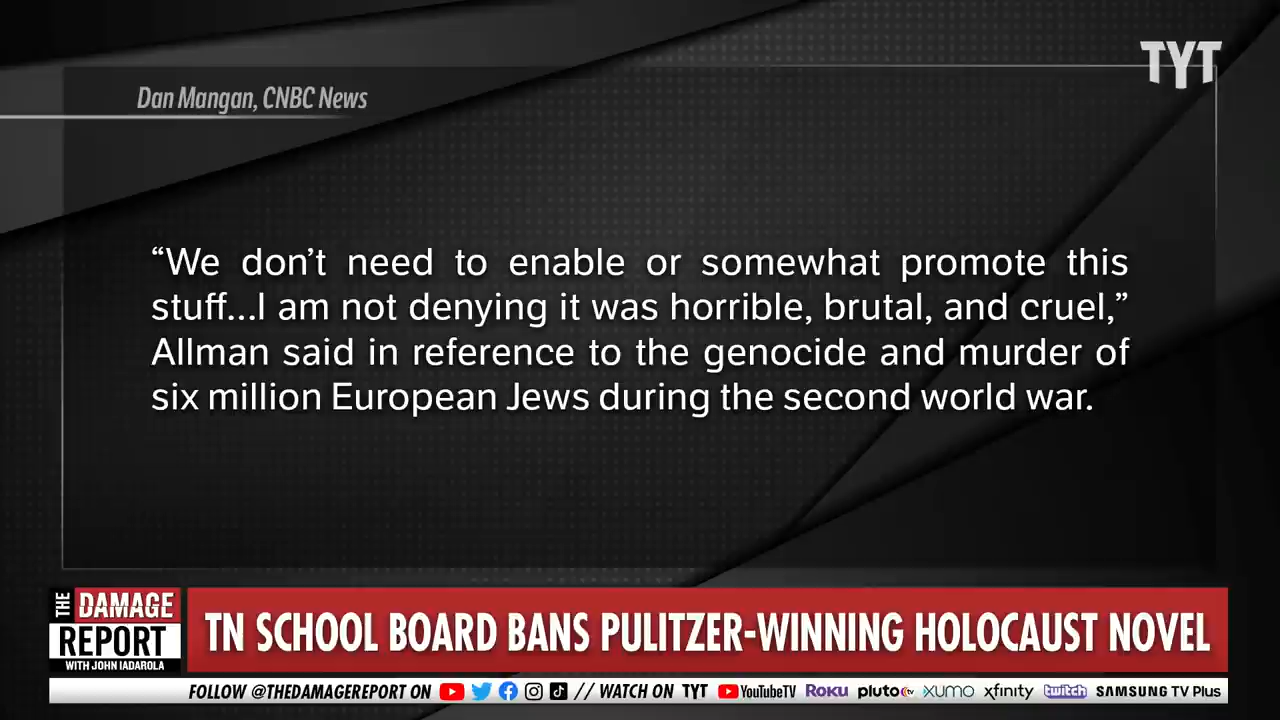 TYT
Dan Mangan, CNBC News
“We don’t need to enable or somewhat promote this
stuff...I am not denying it was horrible, brutal, and cruel,”
Allman said in reference to the genocide and murder of
six million European Jews during the second world war.
THE DAMAGE
REPORT
WITH JOHN IADAROLA
TN SCHOOL BOARD BANS PULITZER-WINNING HOLOCAUST NOVEL
FOLLOW @THEDAMAGEREPORT ON // WATCH ON TYT YouTubeTV ROKU pluto tv xumo xfinity twitch SAMSUNG TV Plus